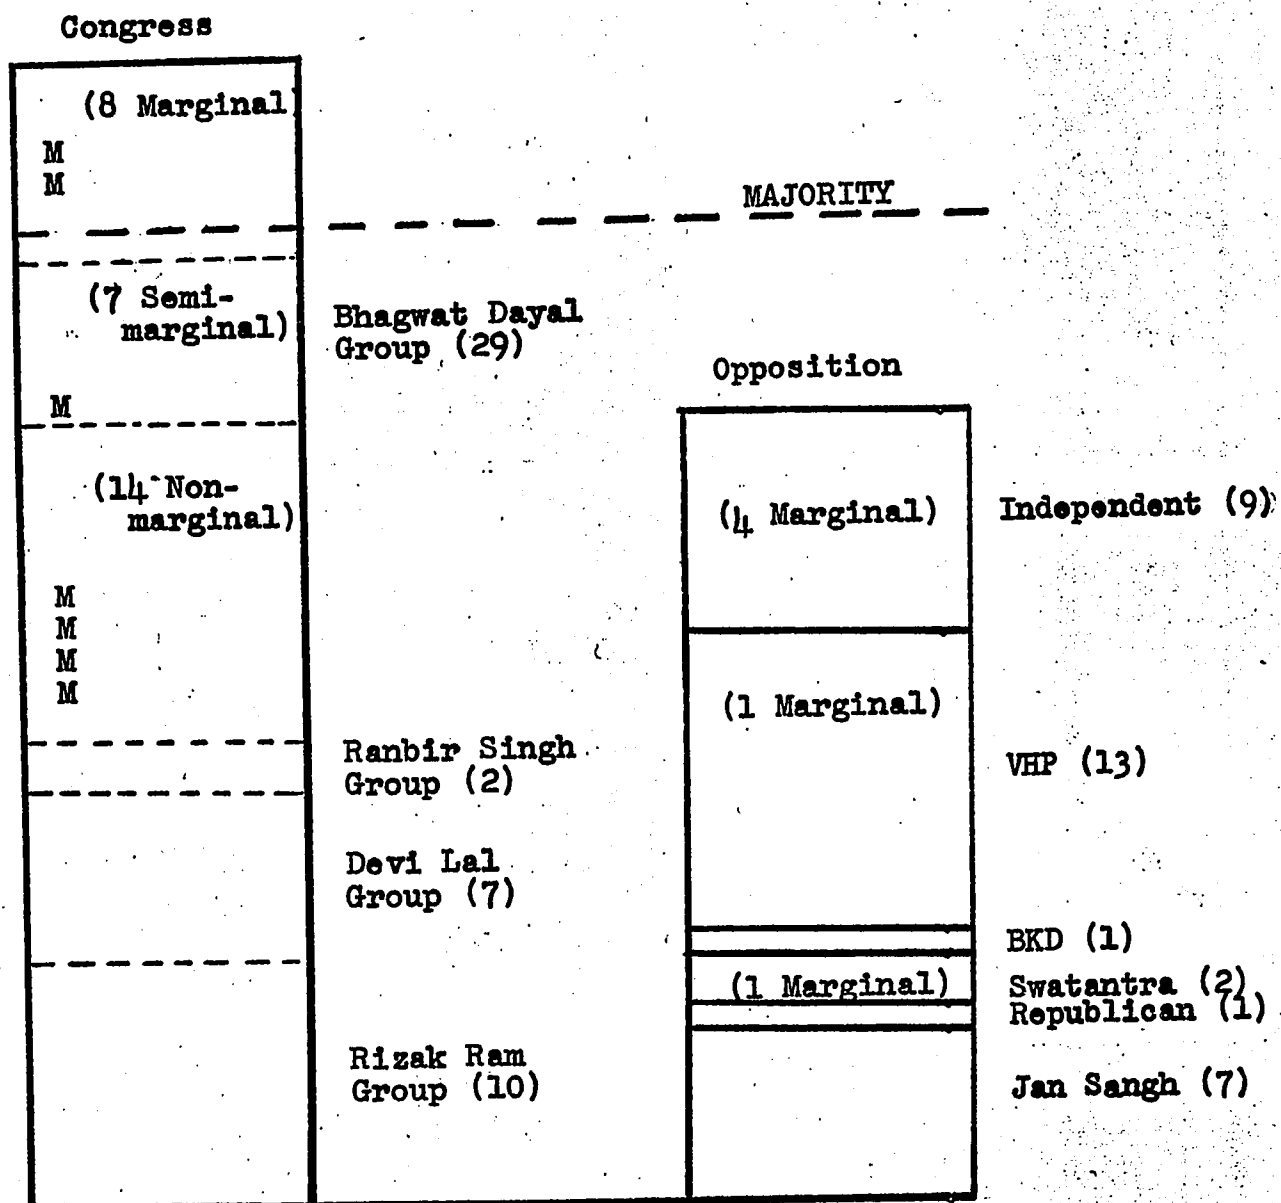 Congress
(8 Marginal)
M
M
MAJORITY
(7 Semi-
marginal)
Bhagwat Dayal
Group (29)
M
Opposition
(14 Non-
marginal)
(4 Marginal)
Independent (9)
M
M
M
M
(1 Marginal)
Ranbir Singh
Group (2)
VHP (13)
Devi Lal
Group (7)
BKD (1)
(1 Marginal)
Swatantra (2)
Republican (1)
Rizak Ram
Group (10)
Jan Sangh (7)